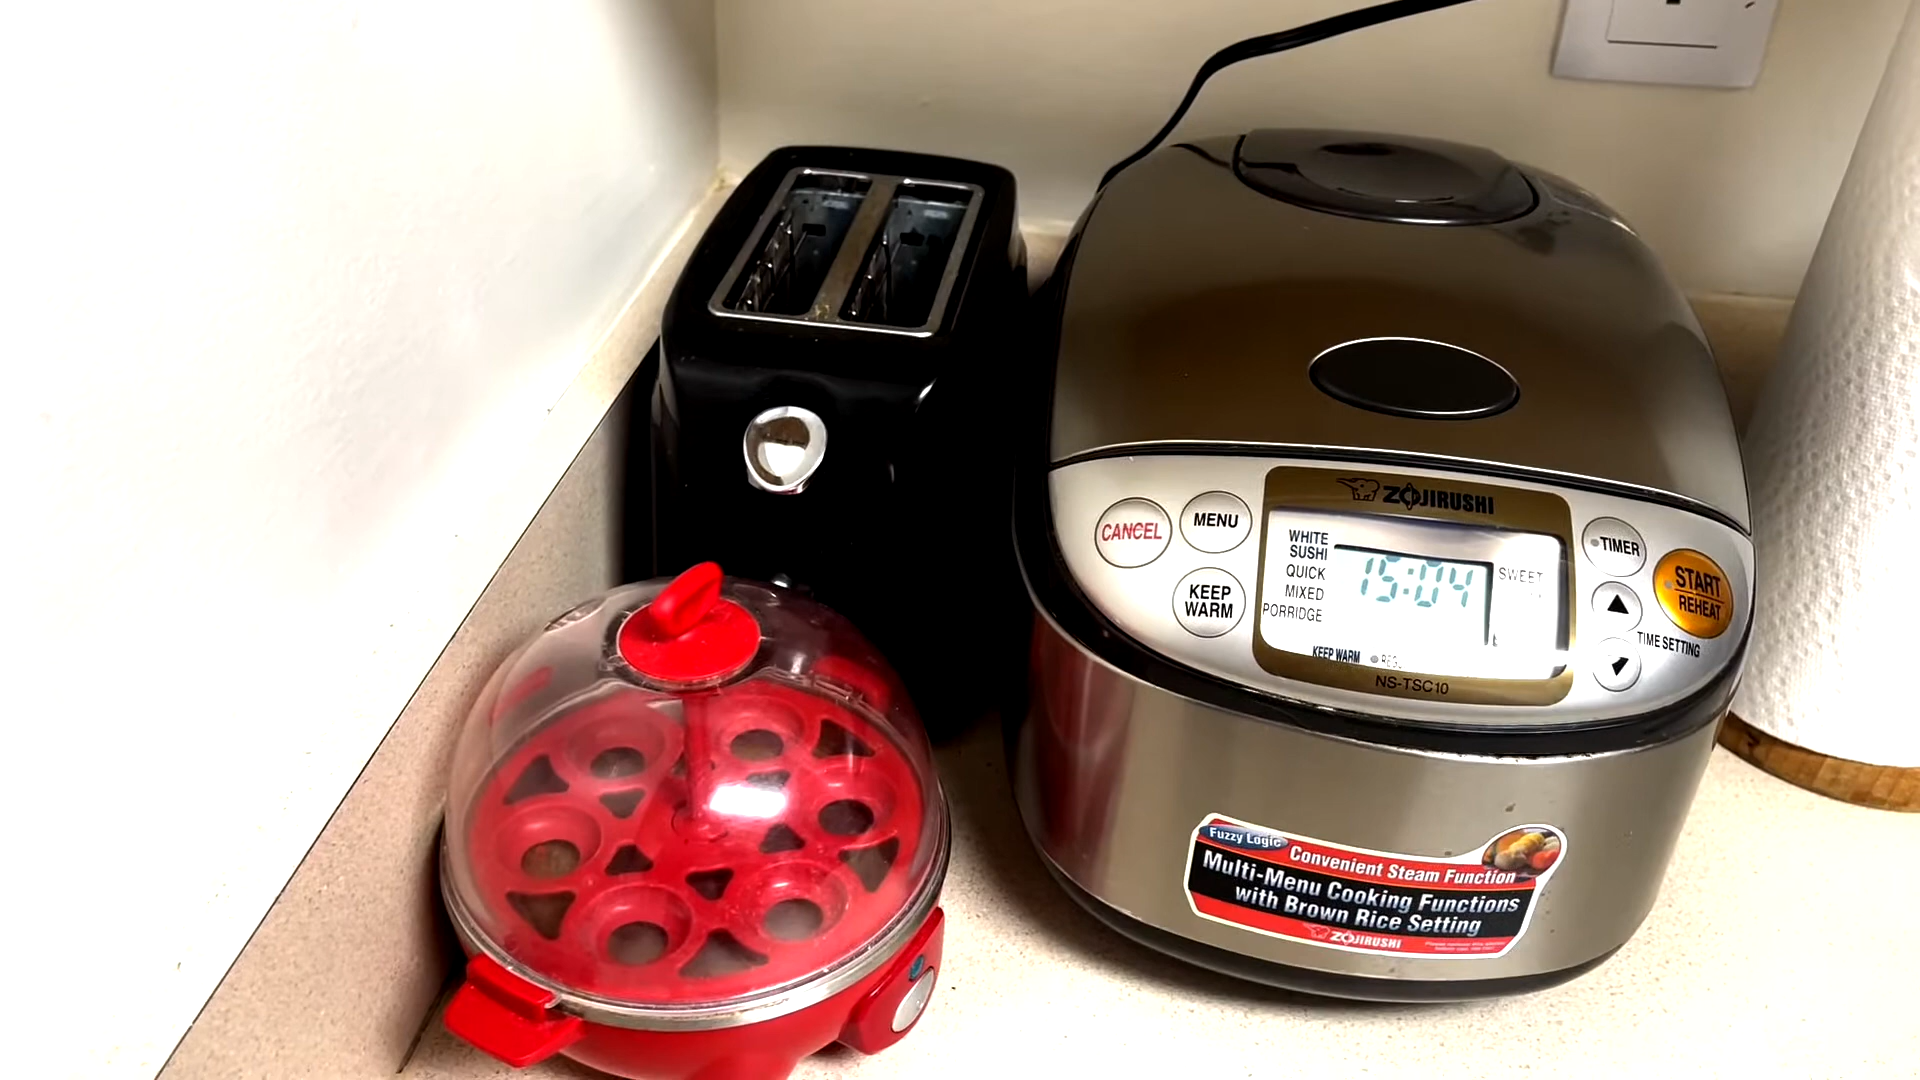 ZOJIRUSHI
CANCEL
MENU
KEEP
WARM
WHITE
SUSHI
QUICK
MIXED
PORRIDGE
15:04
SWEET
KEEP WARM
NS-TSC10
TIMER
START
REHEAT
TIME SETTING
Fuzzy Logic
Convenient Steam Function
Multi-Menu Cooking Functions
with Brown Rice Setting
ZOJIRUSHI